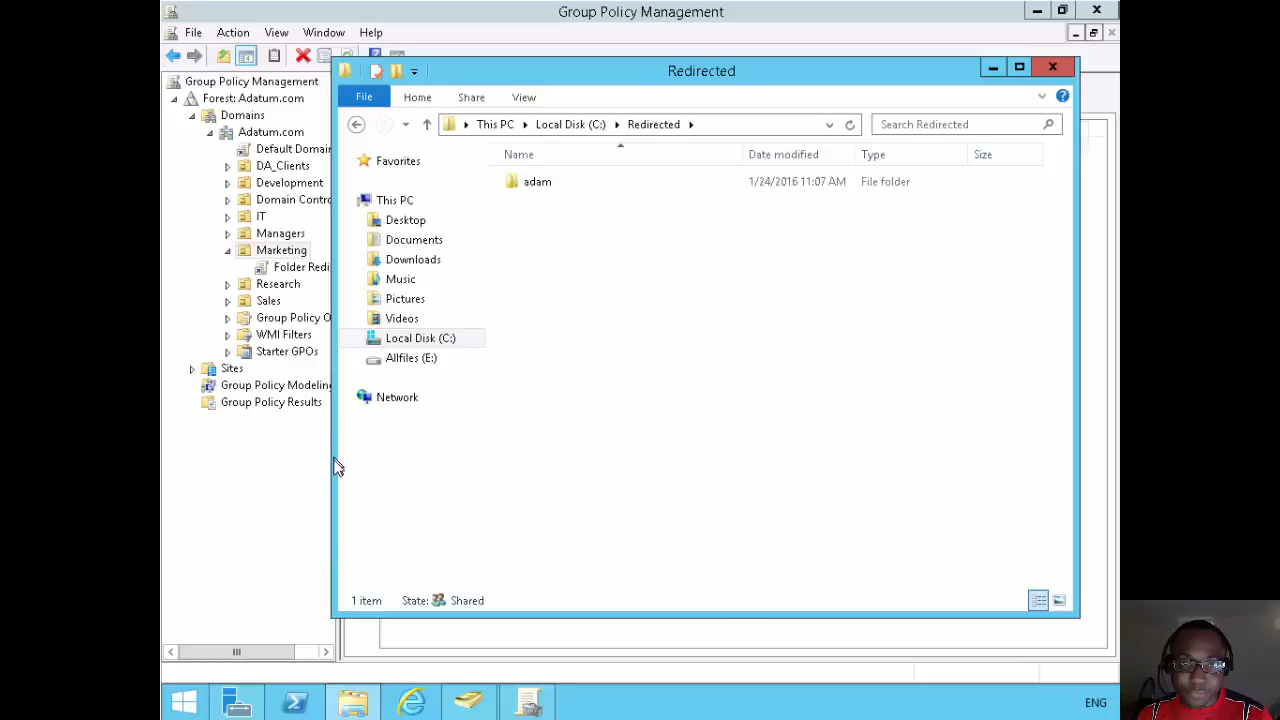 Group Policy Management
File Action View Window Help
Group Policy Management
Forest: Adatum.com
Domains
Adatum.com
Default Domain
DA_Clients
Development
Domain Contro
IT
Managers
Marketing
Folder Redi
Research
Sales
Group Policy O
WMI Filters
Starter GPOs
Sites
Group Policy Modeling
Group Policy Results
Redirected
File Home Share View
This PC Local Disk (C:) Redirected
Search Redirected
Favorites
This PC
Desktop
Documents
Downloads
Music
Pictures
Videos
Local Disk (C:)
Allfiles (E:)
Network
Name Date modified Type Size
adam 1/24/2016 11:07 AM File folder
1 item State: Shared
ENG